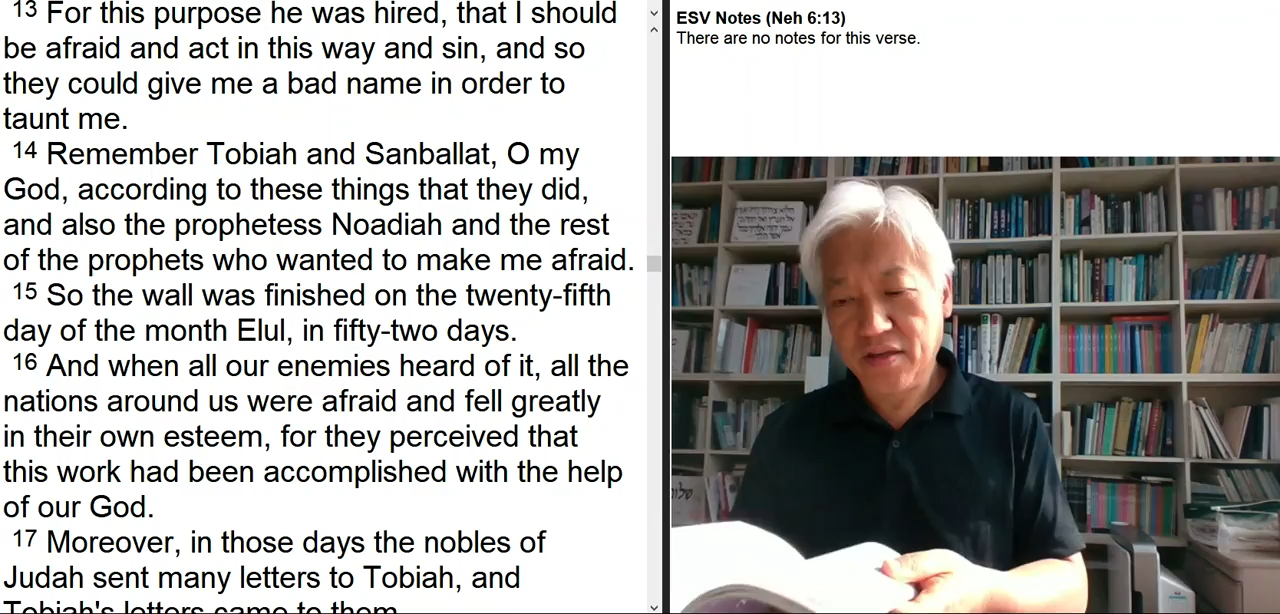 13 For this purpose he was hired, that I should
be afraid and act in this way and sin, and so
they could give me a bad name in order to
taunt me.
14 Remember Tobiah and Sanballat, O my
God, according to these things that they did,
and also the prophetess Noadiah and the rest
of the prophets who wanted to make me afraid.
15 So the wall was finished on the twenty-fifth
day of the month Elul, in fifty-two days.
16 And when all our enemies heard of it, all the
nations around us were afraid and fell greatly
in their own esteem, for they perceived that
this work had been accomplished with the help
of our God.
17 Moreover, in those days the nobles of
Judah sent many letters to Tobiah, and
Tobiah's letters came to them.
ESV Notes (Neh 6:13)
There are no notes for this verse.
שלום